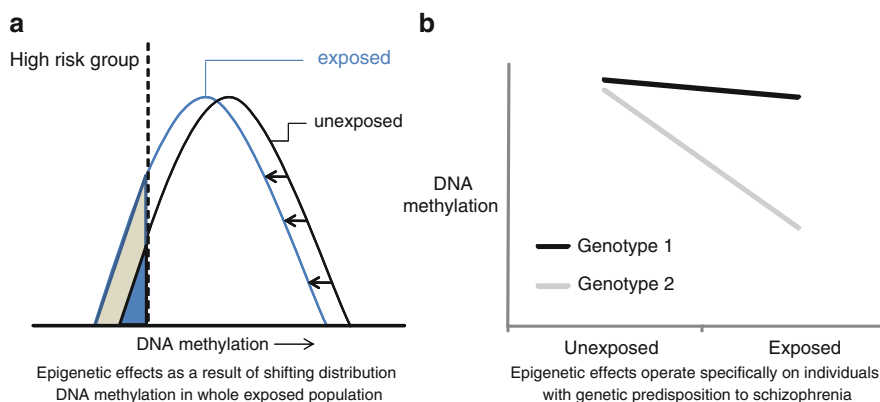 a
High risk group
exposed
unexposed
DNA methylation
Epigenetic effects as a result of shifting distribution
DNA methylation in whole exposed population
b
DNA
methylation
Genotype 1
Genotype 2
Unexposed
Exposed
Epigenetic effects operate specifically on individuals
with genetic predisposition to schizophrenia